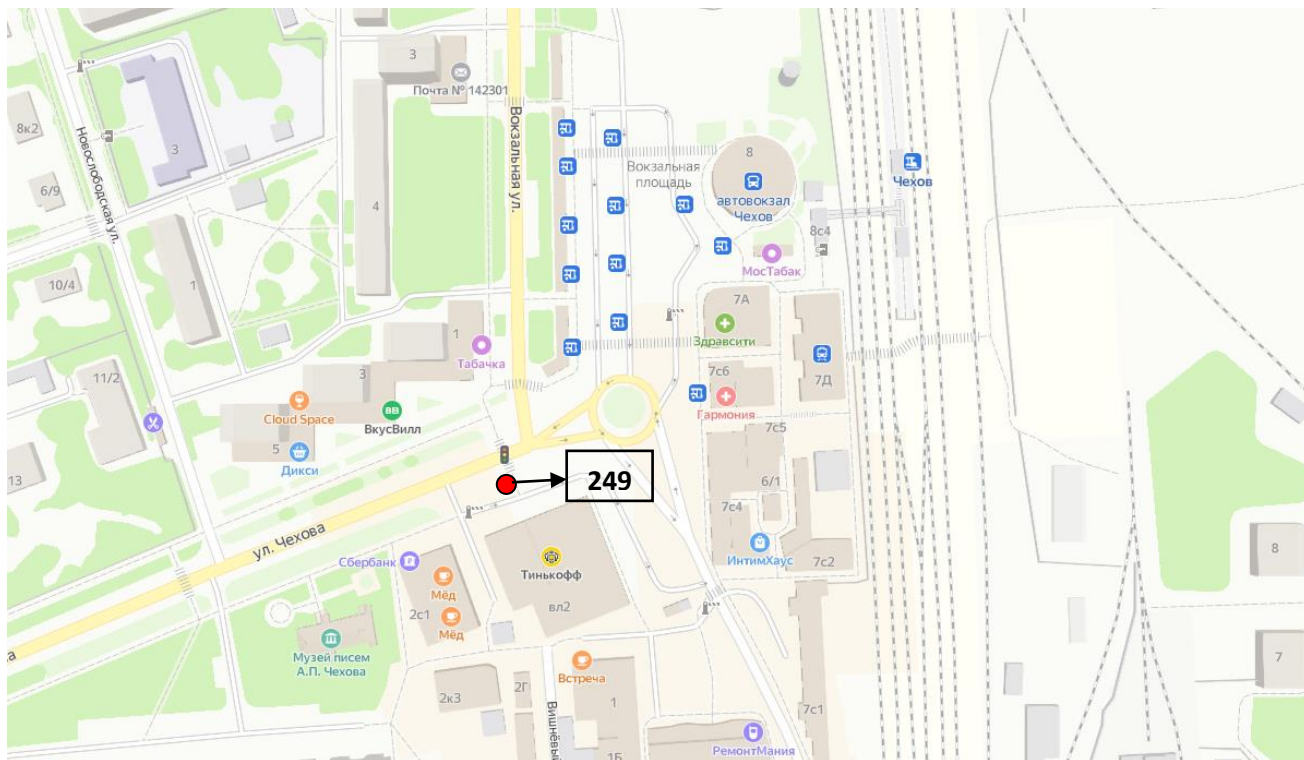 3
Почта № 142301
Вокзальная ул.
8к2
Новослободская ул.
3
6/9
4
Вокзальная
площадь
8
автовокзал
Чехов
Чехов
8с4
МосТабак
10/4
1
7А
Здравсити
1
Табачка
7с6
7Д
11/2
3
Cloud Space
ВВ
ВкусВилл
Гармония
7с5
5
Дикси
13
249
6/1
7с4
ул. Чехова
Сбербанк
Тинькофф
ИнтимХаус
7с2
8
Мёд
2с1
вл2
Мёд
Музей писем
А.П. Чехова
а
Встреча
7
2к3
2Г
1
Вишнёвый
7с1
РемонтМания
1Б